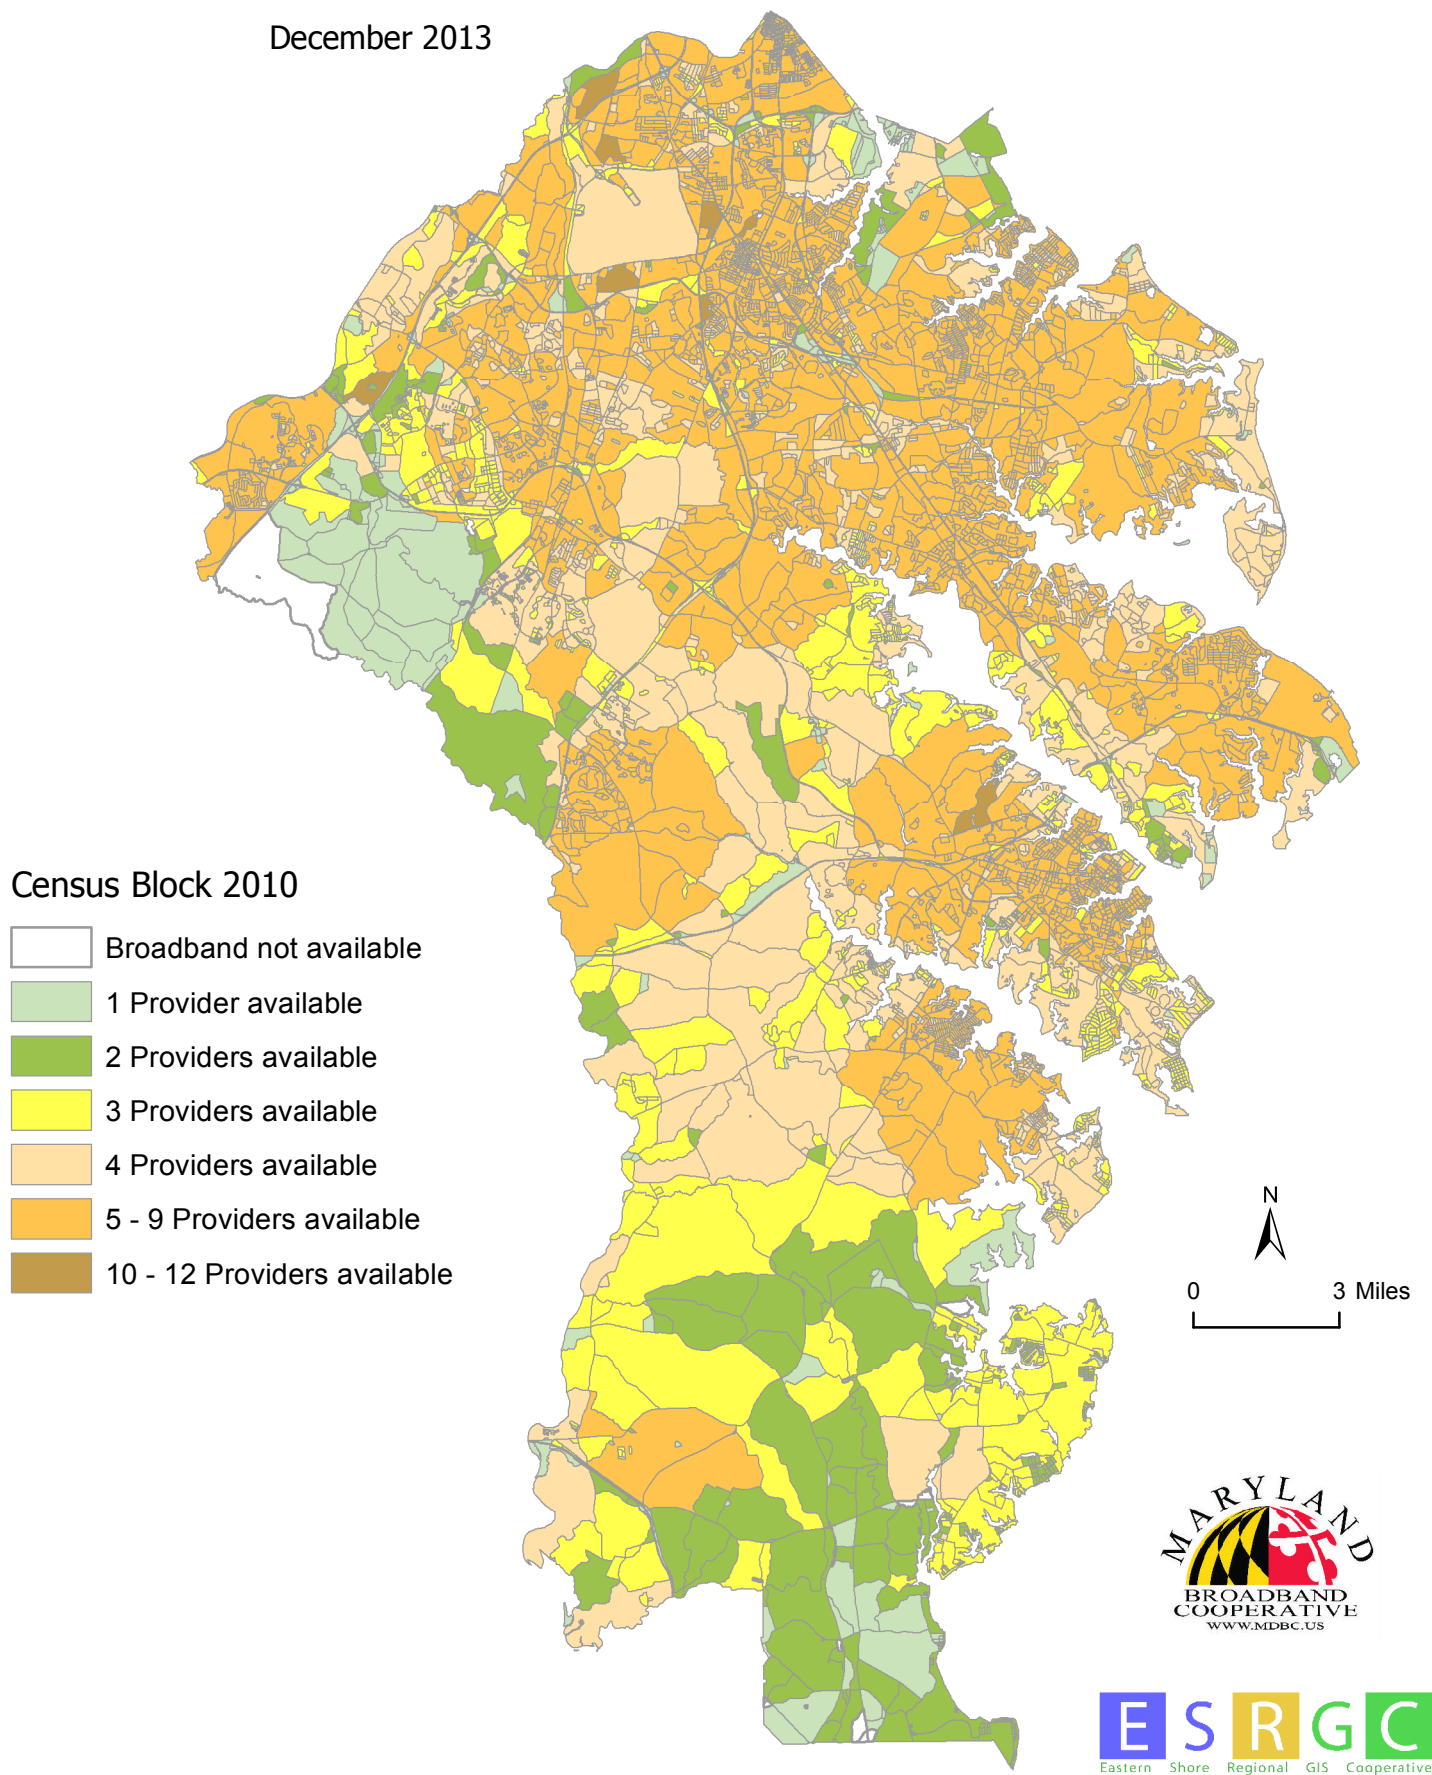 December 2013
Census Block 2010
Broadband not available
1 Provider available
2 Providers available
3 Providers available
4 Providers available
5 - 9 Providers available
10 - 12 Providers available
N
0 3 Miles
MARYLAND
BROADBAND
COOPERATIVE
WWW.MDBC.US
E S R G C
Eastern Shore Regional GIS Cooperative